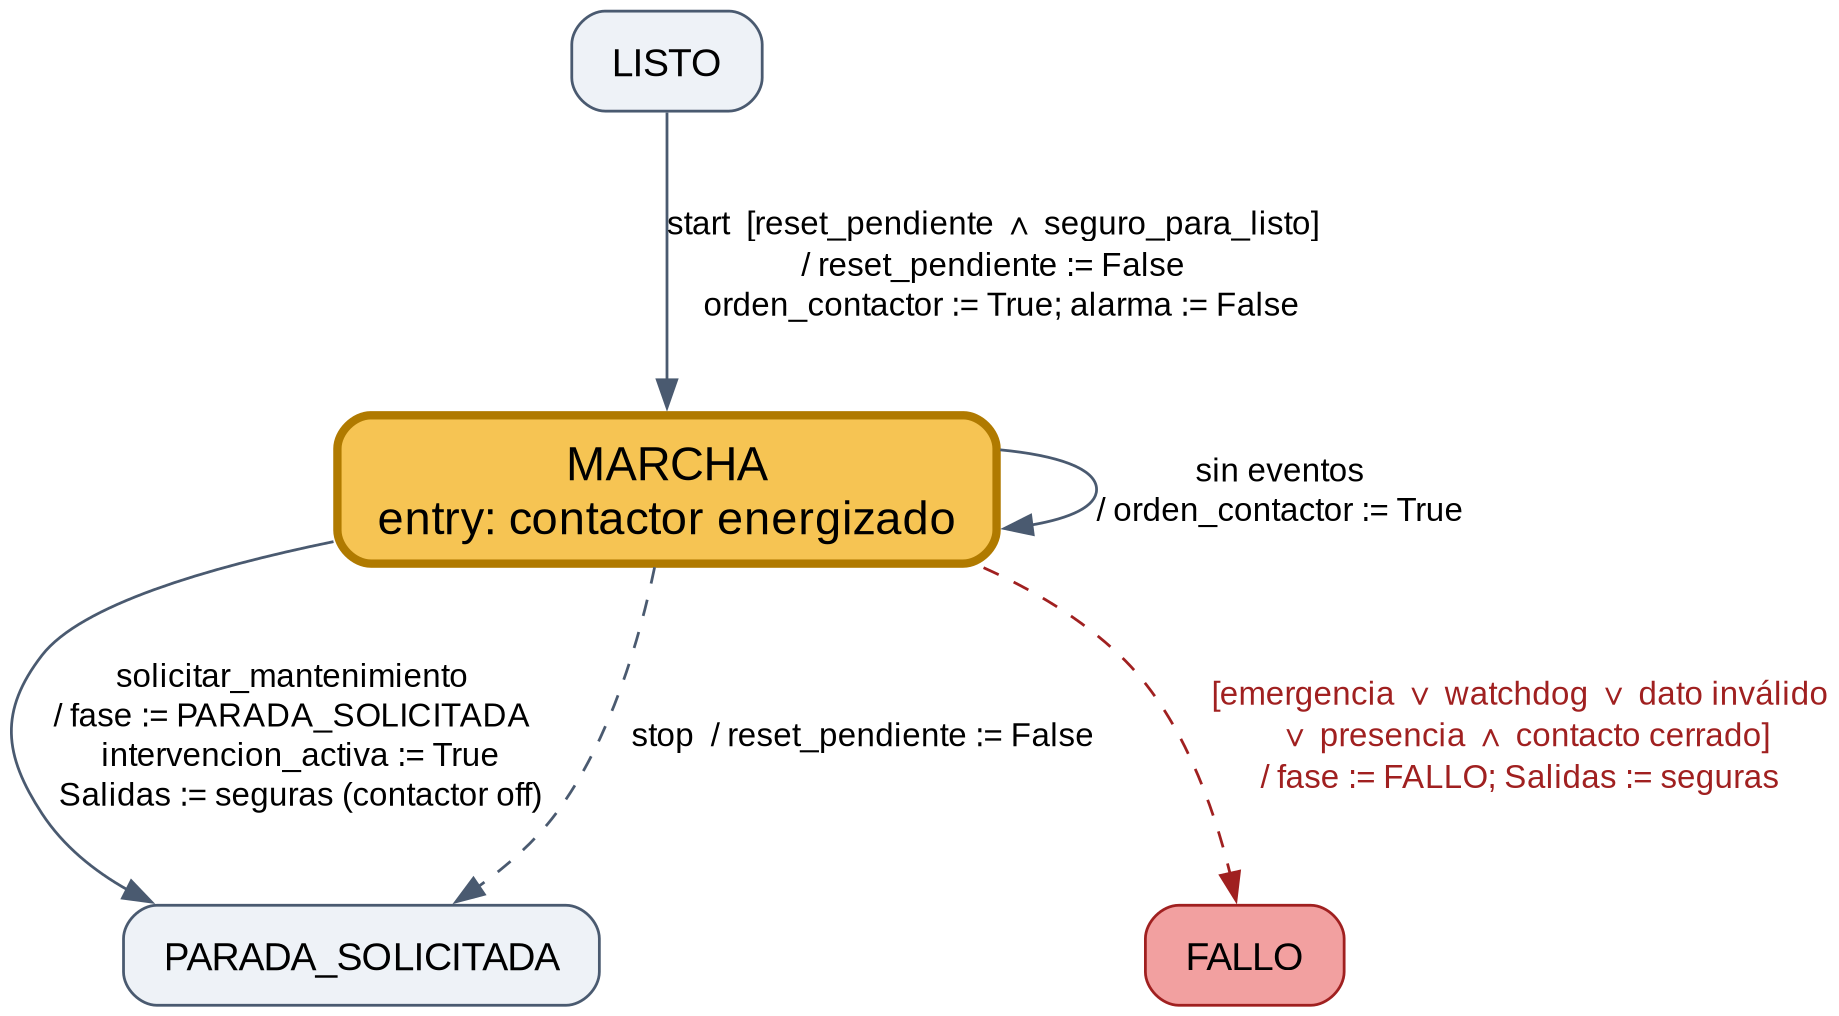 LISTO
start [reset_pendiente ∧ seguro_para_listo]
/ reset_pendiente := False
orden_contactor := True; alarma := False
MARCHA
entry: contactor energizado
sin eventos
/ orden_contactor := True
solicitar_mantenimiento
/ fase := PARADA_SOLICITADA
intervencion_activa := True
Salidas := seguras (contactor off)
stop / reset_pendiente := False
[emergencia ∨ watchdog ∨ dato inválido
∨ presencia ∧ contacto cerrado]
/ fase := FALLO; Salidas := seguras
PARADA_SOLICITADA
FALLO